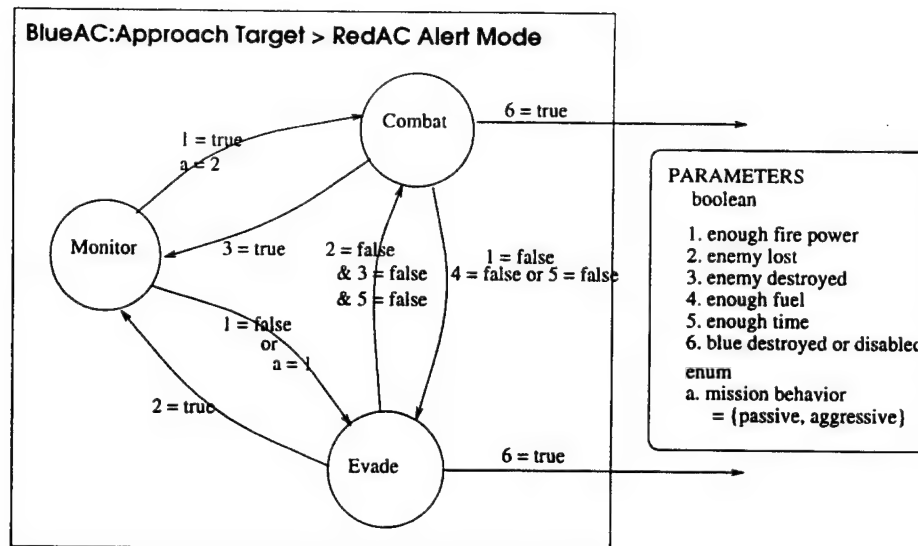 BlueAC:Approach Target > RedAC Alert Mode
Combat
6 = true
1 = true
a = 2
Monitor
3 = true
2 = false
& 3 = false
& 5 = false
1 = false
4 = false or 5 = false
1 = false
or
a = 1
2 = true
Evade
6 = true
PARAMETERS
boolean
1. enough fire power
2. enemy lost
3. enemy destroyed
4. enough fuel
5. enough time
6. blue destroyed or disabled
enum
a. mission behavior
= {passive, aggressive}